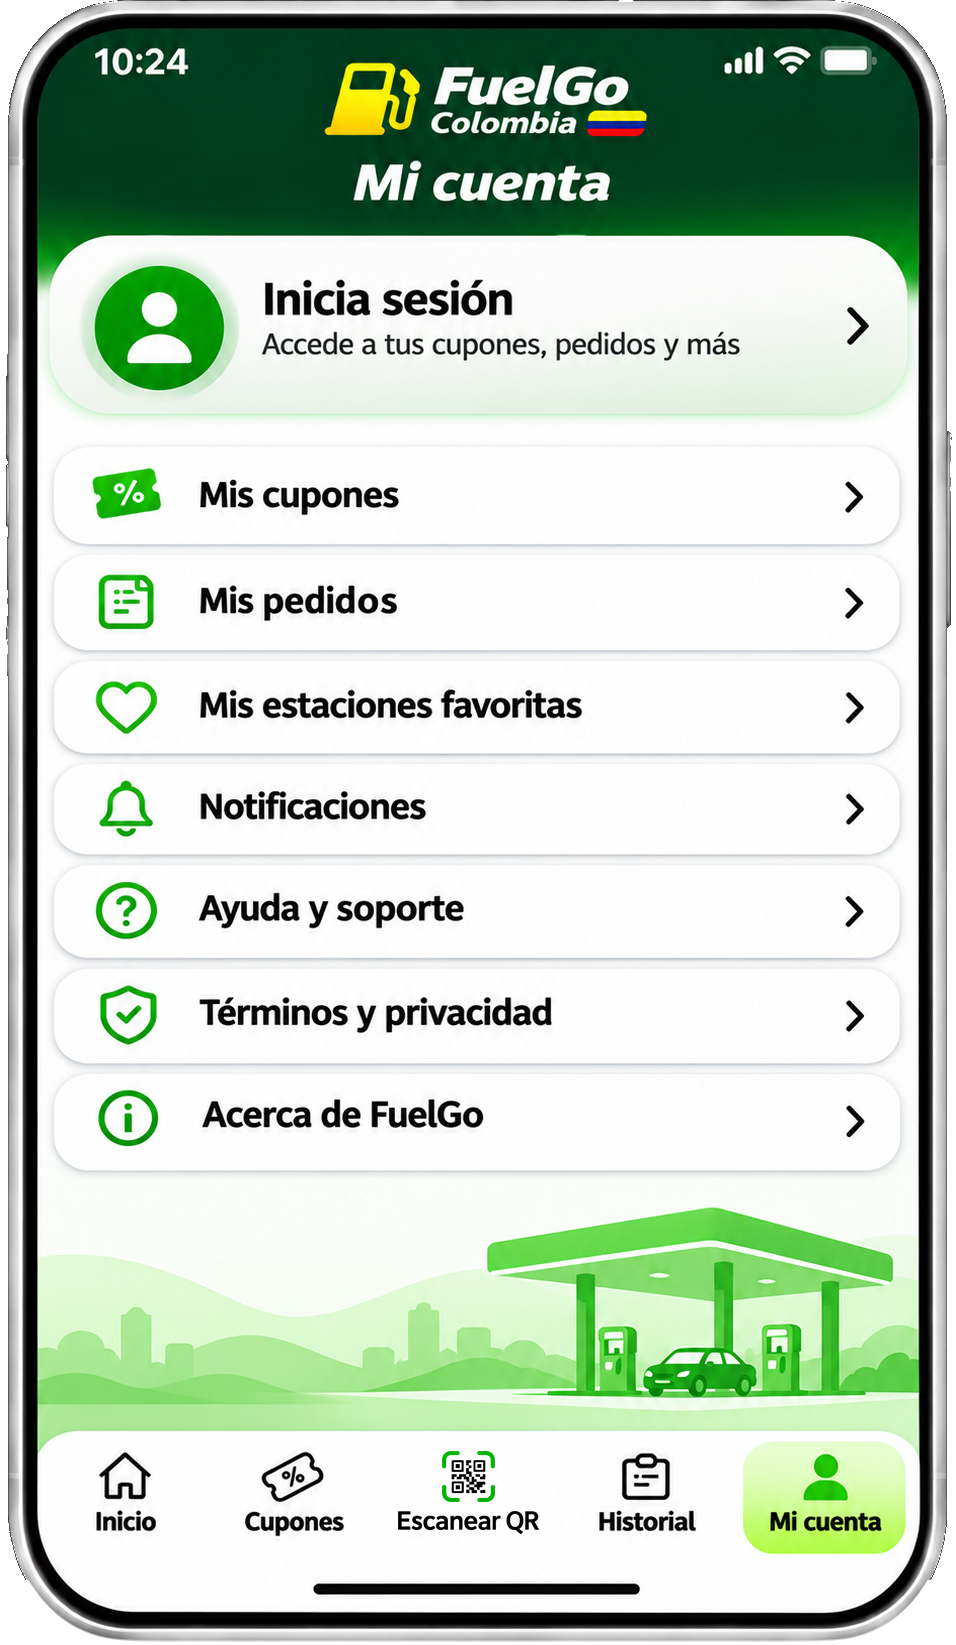 10:24
FuelGo
Colombia
Mi cuenta
Inicia sesión
Accede a tus cupones, pedidos y más
%
Mis cupones
Mis pedidos
Mis estaciones favoritas
Notificaciones
?
Ayuda y soporte
Términos y privacidad
i
Acerca de FuelGo
%
Inicio
Cupones
Escanear QR
Historial
Mi cuenta